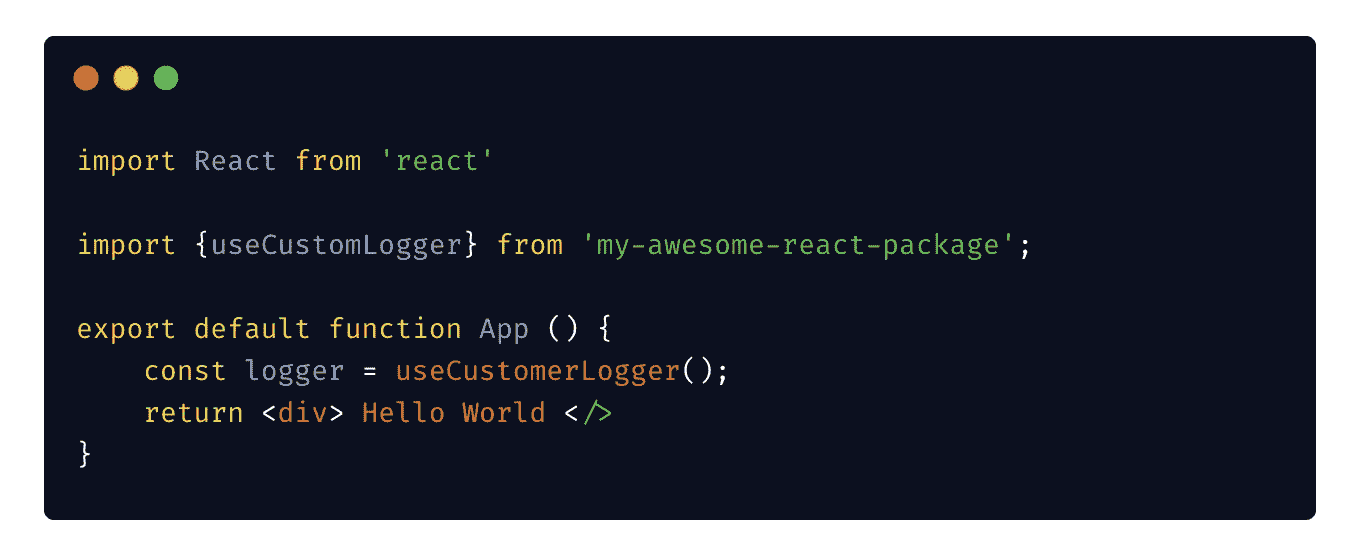 import React from 'react'
import {useCustomLogger} from 'my-awesome-react-package';
export default function App () {
    const logger = useCustomerLogger();
    return <div> Hello World </>
}